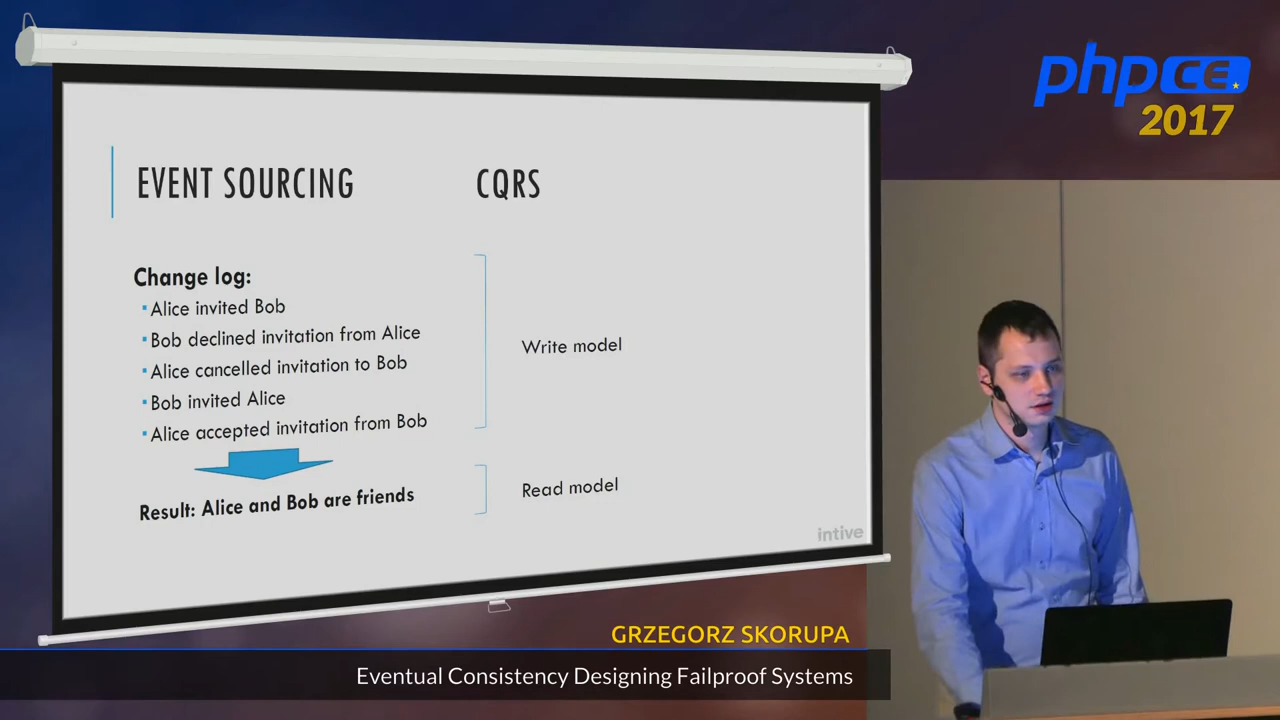 phpCE
2017
EVENT SOURCING
CQRS
Change log:
Alice invited Bob
Bob declined invitation from Alice
Alice cancelled invitation to Bob
Bob invited Alice
Alice accepted invitation from Bob
Write model
Result: Alice and Bob are friends
Read model
intive
GRZEGORZ SKORUPA
Eventual Consistency Designing Failproof Systems